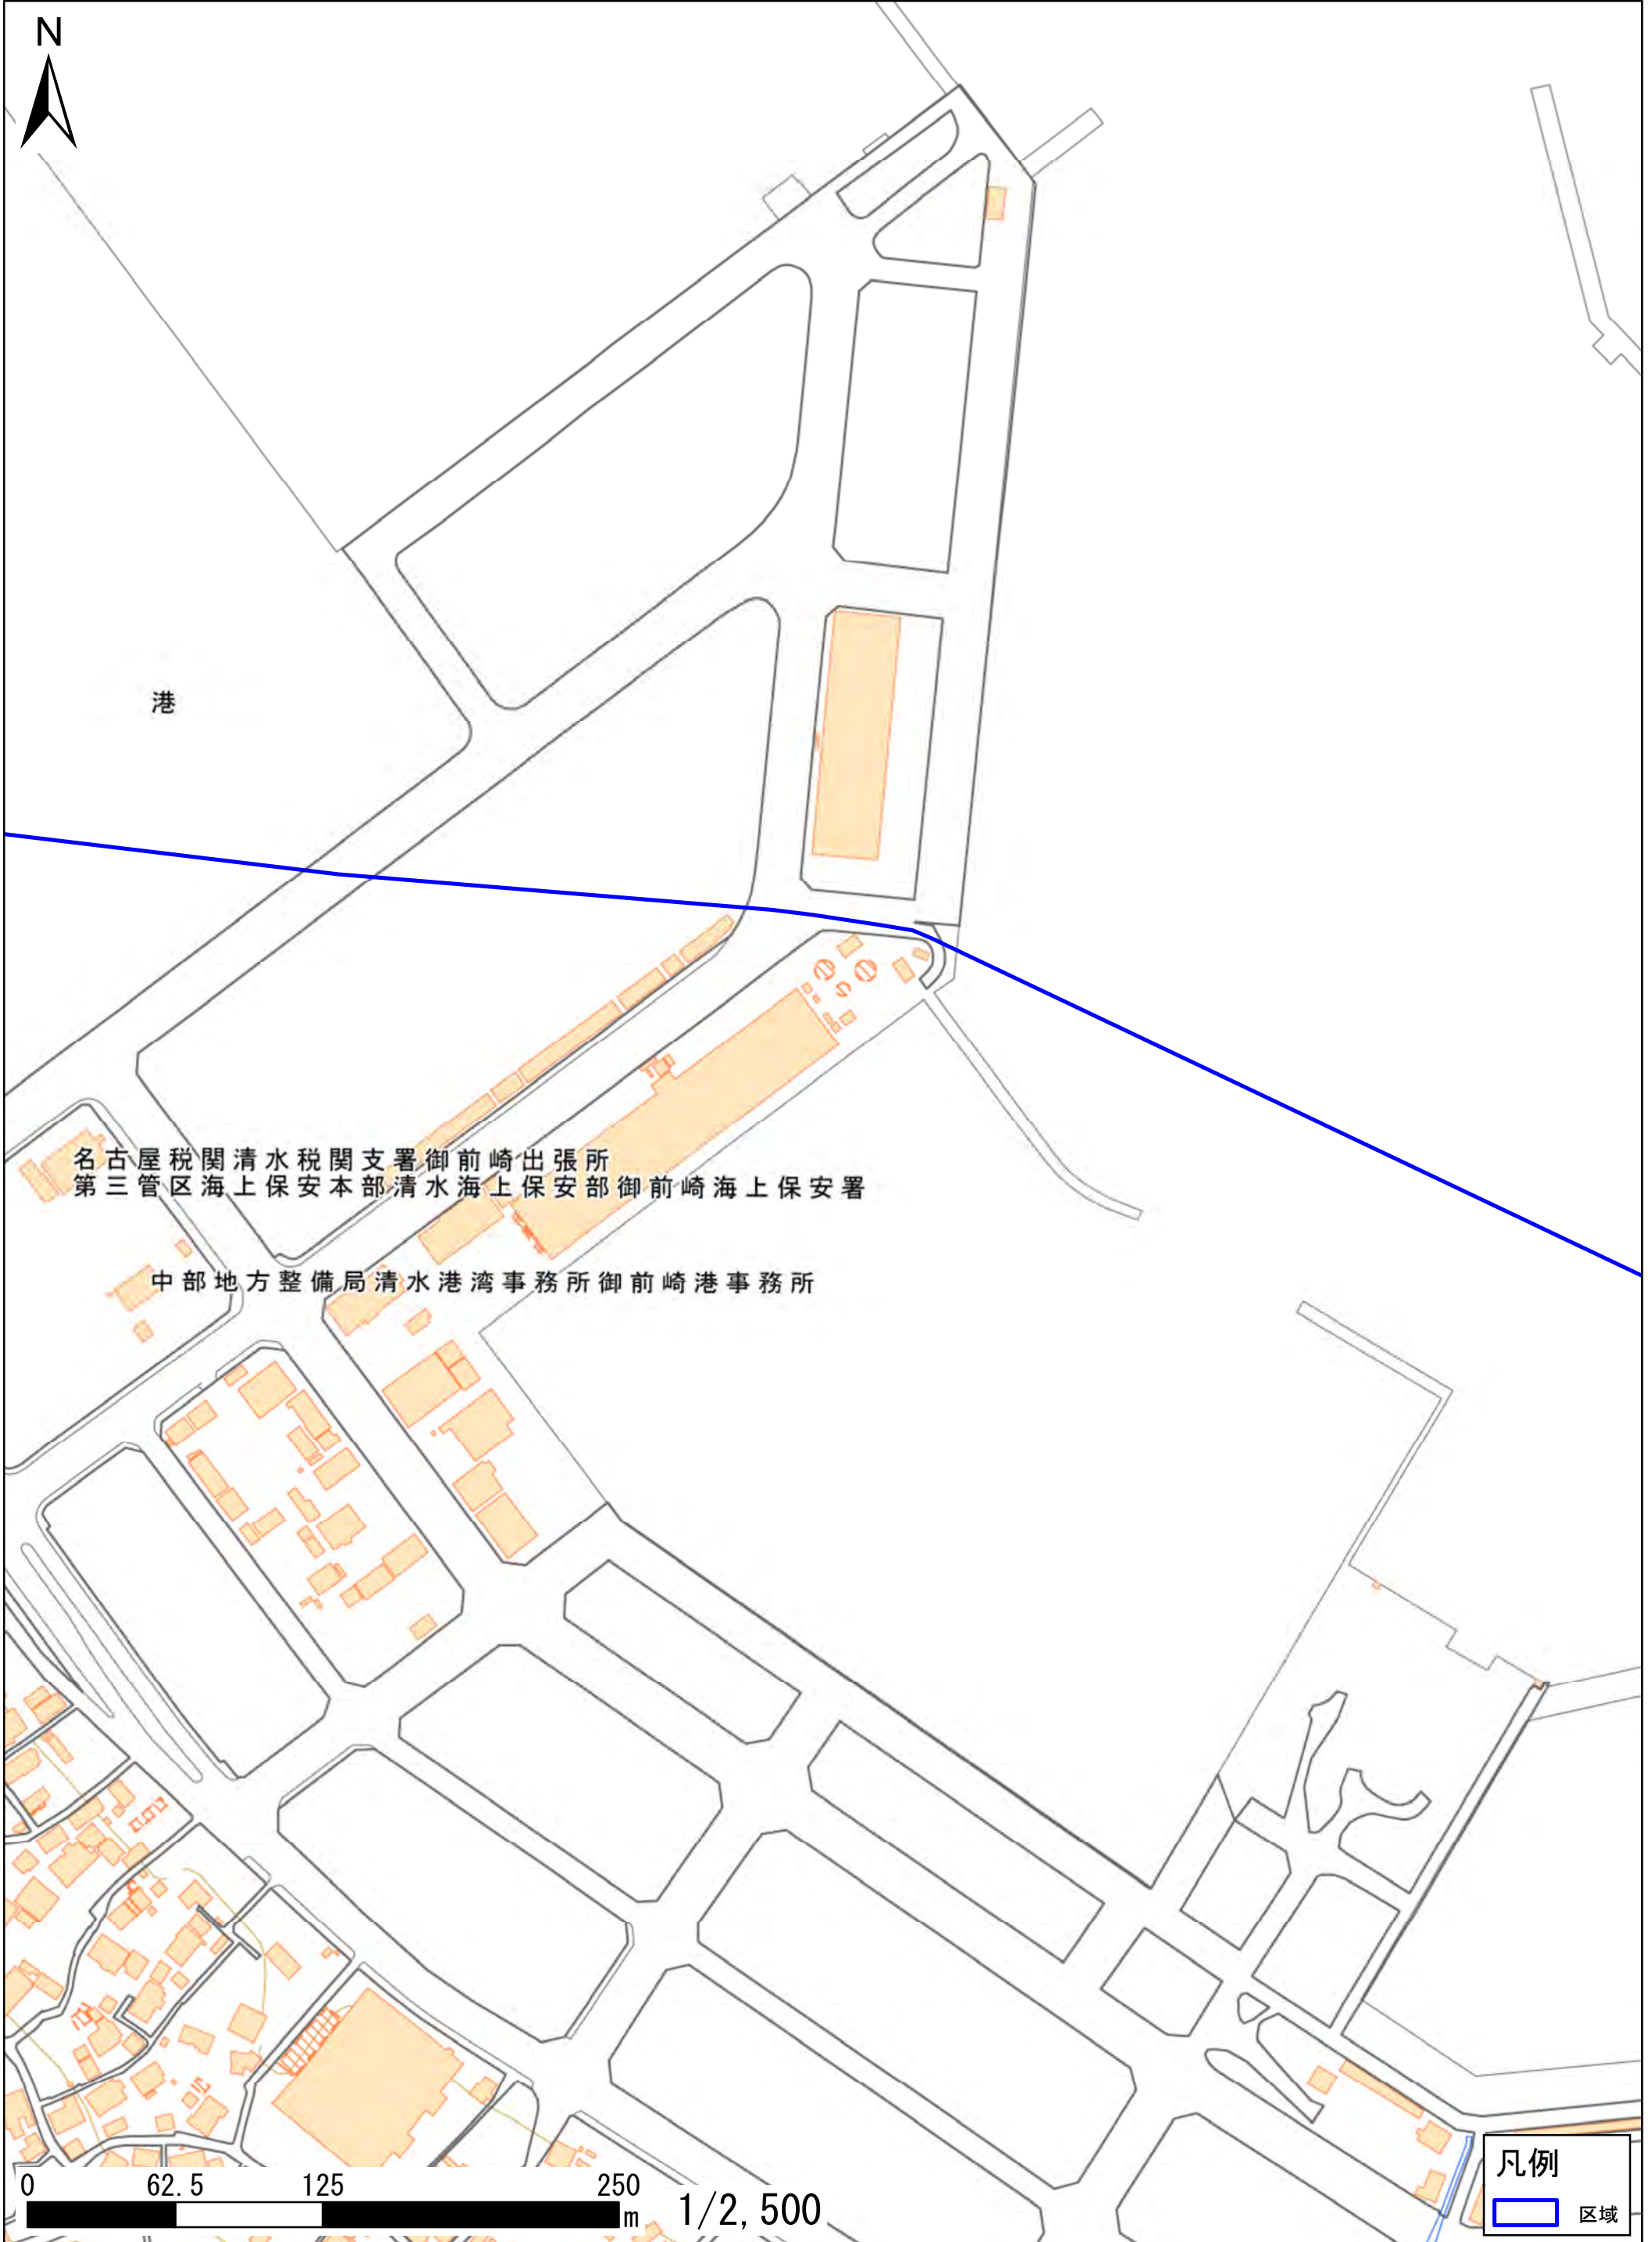 N
港
名古屋税関清水税関支署御前崎出張所
第三管区海上保安本部清水海上保安部御前崎海上保安署
中部地方整備局清水港湾事務所御前崎港事務所
0 62.5 125 250
m 1/2,500
凡例
区域